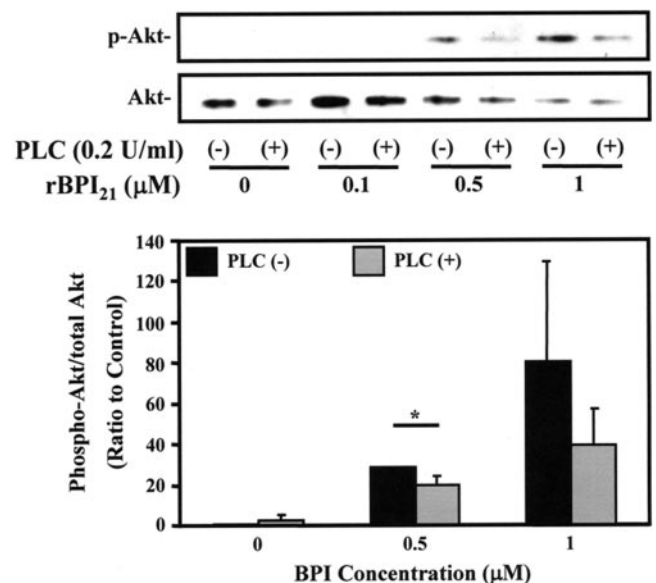 p-Akt-
Akt-
PLC (0.2 U/ml) (-) (+) (-) (+) (-) (+) (-) (+)
rBPI21 (μM) 0 0.1 0.5 1
140
120
100
80
60
40
20
0
Phospho-Akt/total Akt
(Ratio to Control)
PLC (-) PLC (+)
*
0 0.5 1
BPI Concentration (μM)